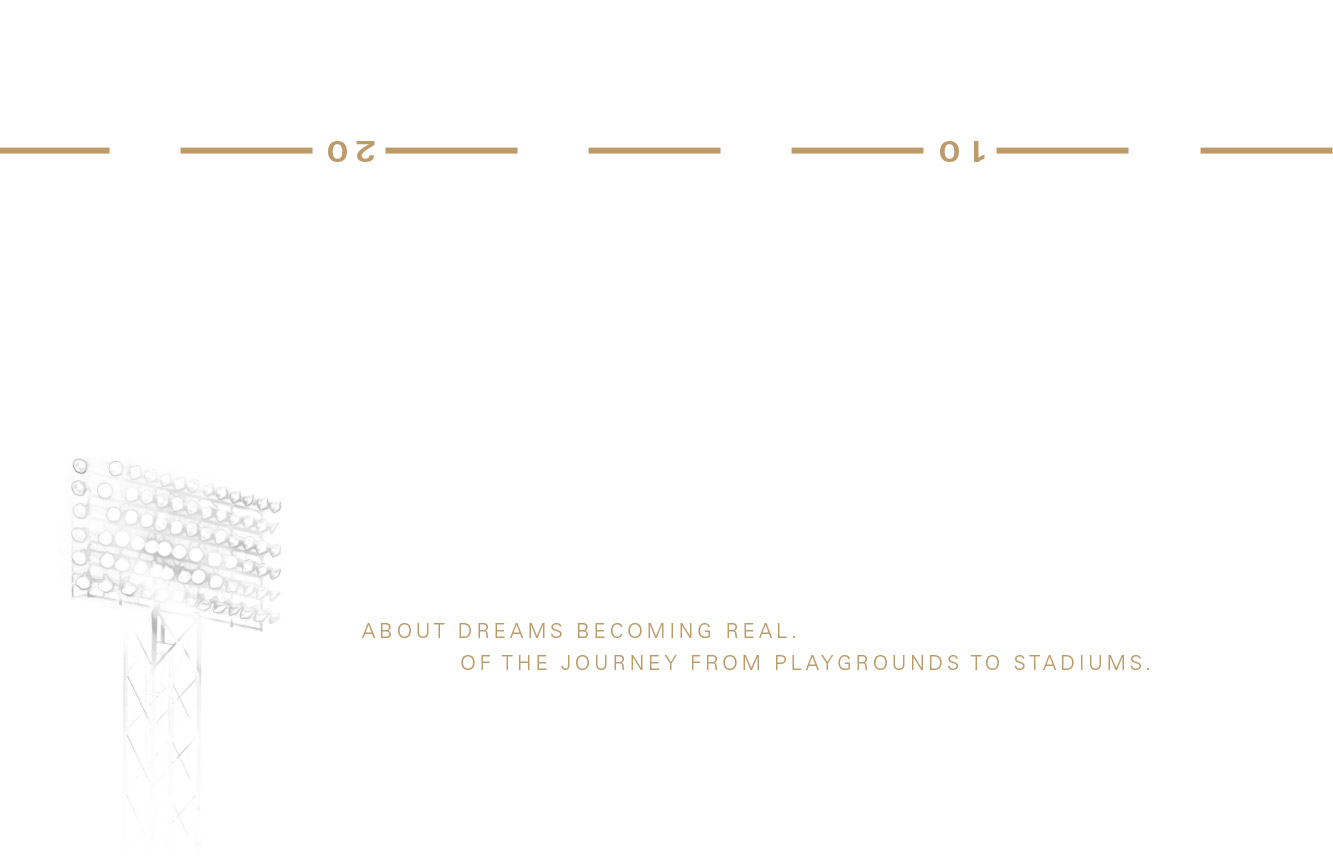 20 10
ABOUT DREAMS BECOMING REAL.
OF THE JOURNEY FROM PLAYGROUNDS TO STADIUMS.